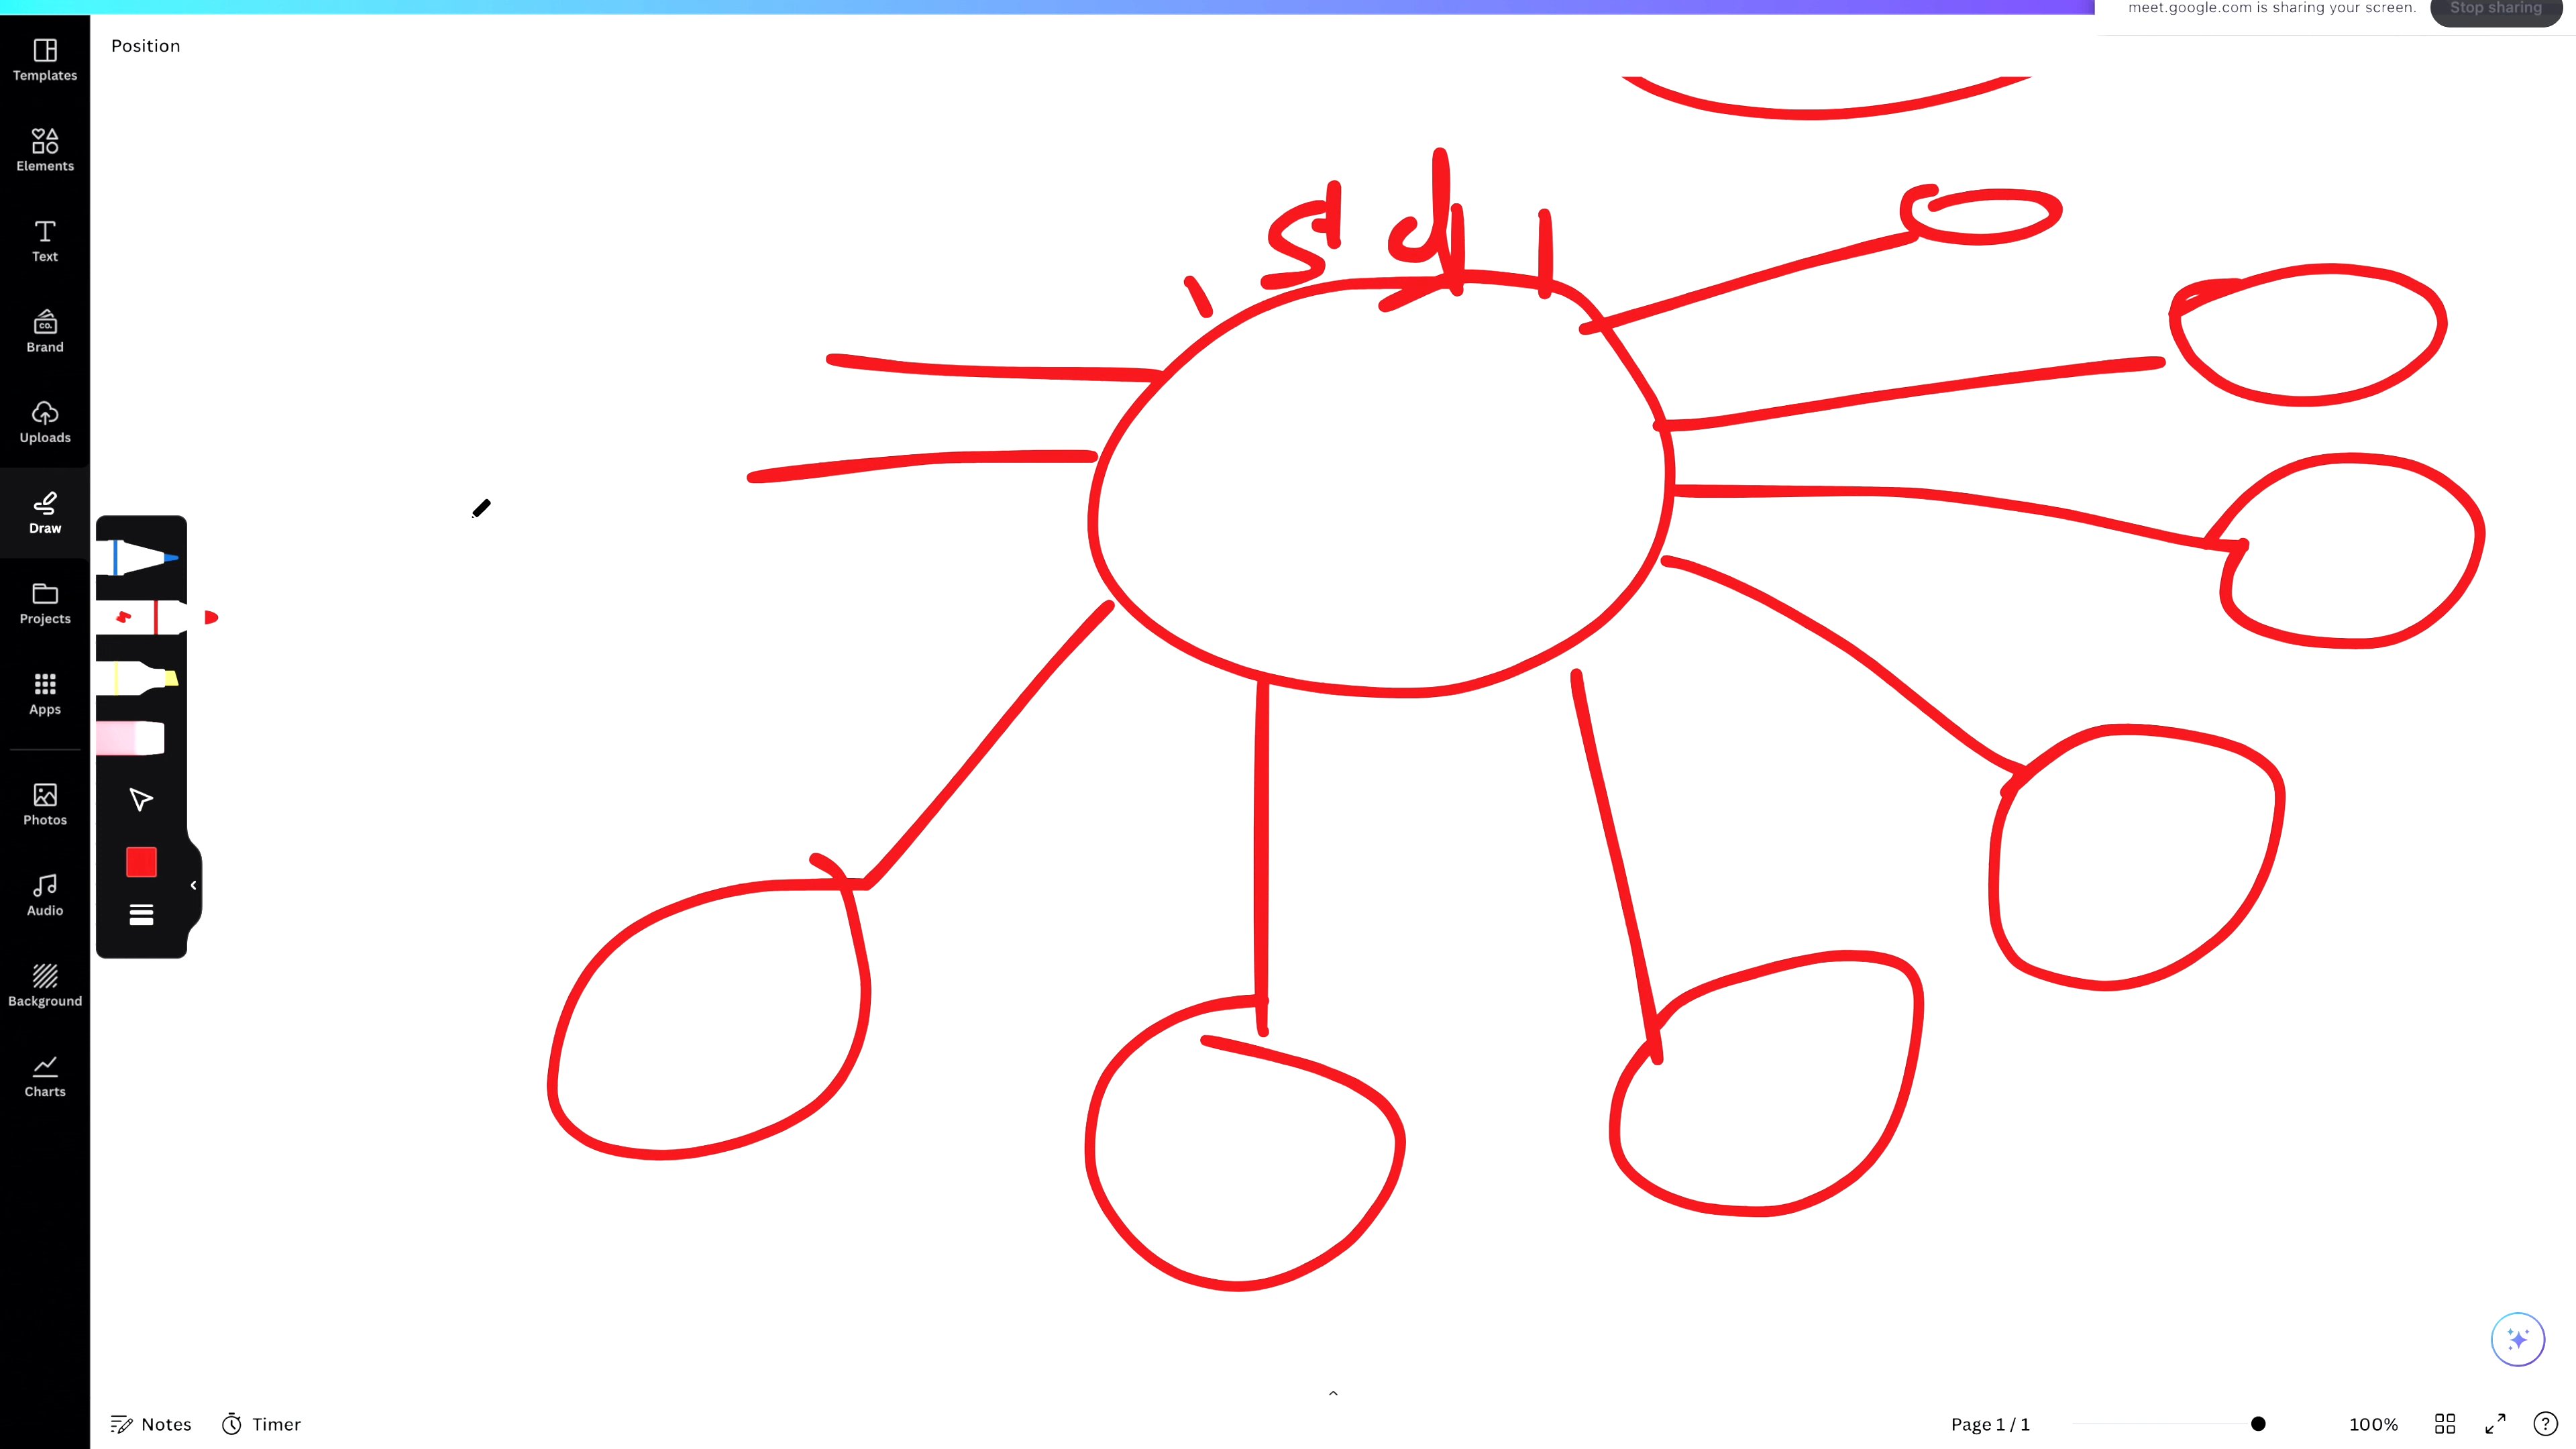 meet.google.com is sharing your screen.
Stop sharing
Position
Templates
Elements
Text
CO.
Brand
Uploads
Draw
Projects
Apps
Photos
Audio
Background
Charts
Notes
Timer
Page 1 / 1
100%